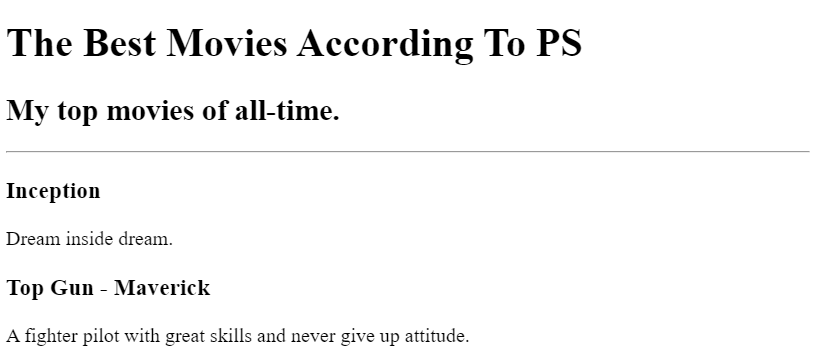 The Best Movies According To PS
My top movies of all-time.
Inception
Dream inside dream.
Top Gun - Maverick
A fighter pilot with great skills and never give up attitude.